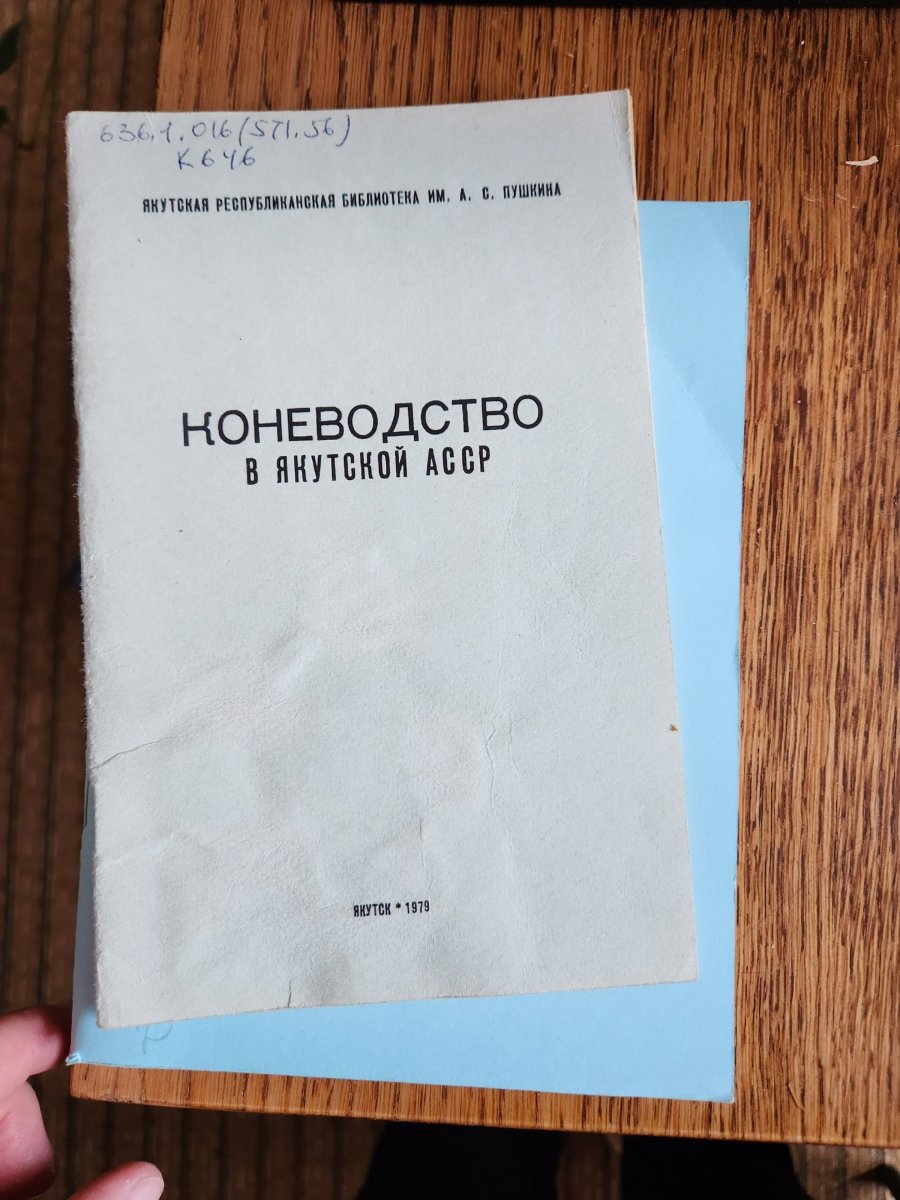 636.1.016(571.56)
К646
ЯКУТСКАЯ РЕСПУБЛИКАНСКАЯ БИБЛИОТЕКА ИМ. А. С. ПУШКИНА
КОНЕВОДСТВО
В ЯКУТСКОЙ АССР
ЯКУТСК * 1979